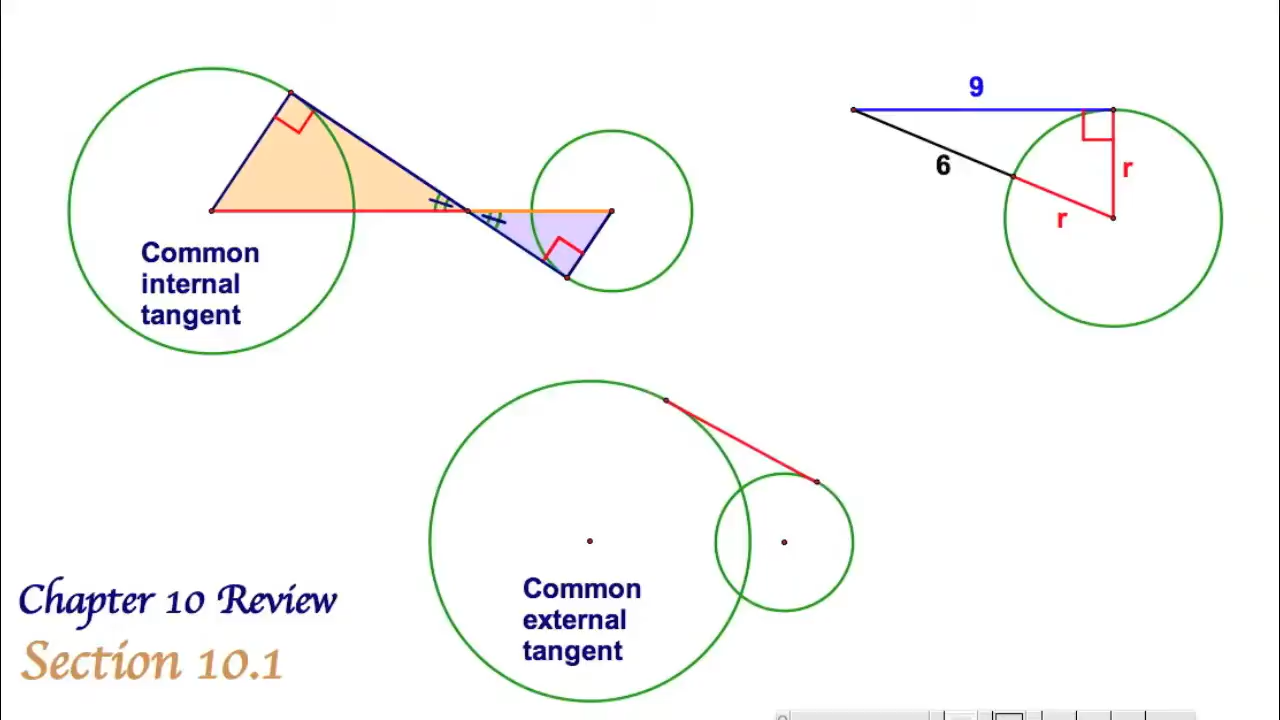 9
6
r
r
Common
internal
tangent
Common
external
tangent
Chapter 10 Review
Section 10.1